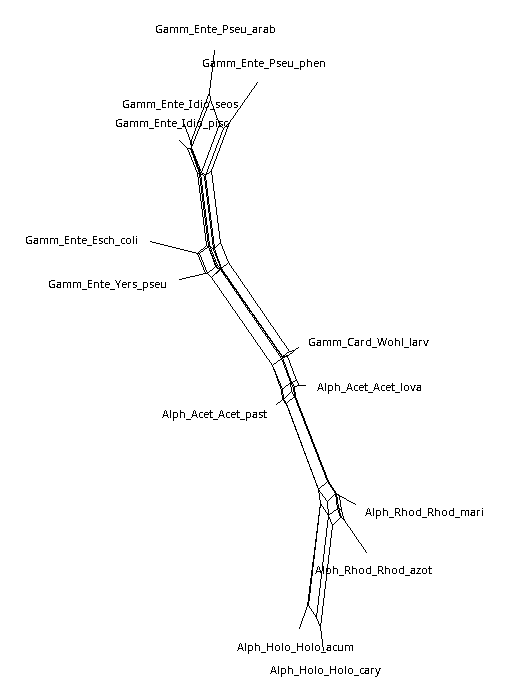 Gamm_Ente_Pseu_arab
Gamm_Ente_Pseu_phen
Gamm_Ente_Idio_seos
Gamm_Ente_Idio_pisc
Gamm_Ente_Esch_coli
Gamm_Ente_Yers_pseu
Gamm_Card_Wohl_larv
Alph_Acet_Acet_lova
Alph_Acet_Acet_past
Alph_Rhod_Rhod_mari
Alph_Rhod_Rhod_azot
Alph_Holo_Holo_acum
Alph_Holo_Holo_cary